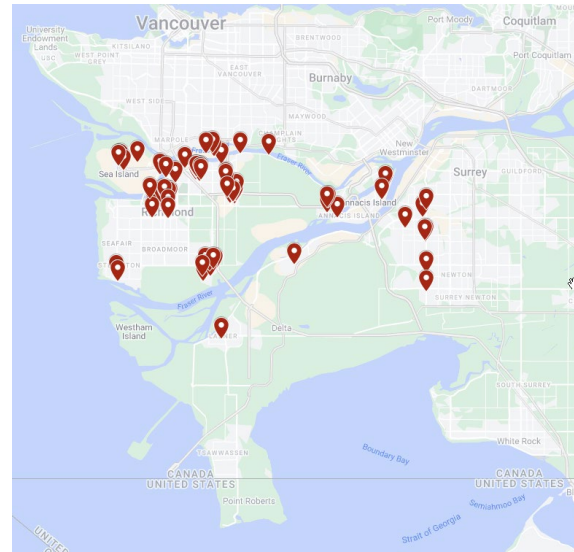 Vancouver
Port Moody
Coquitlam
University
Endowment
Lands
UBC
KITSILANO
WEST POINT
GREY
BRENTWOOD
Port Coquitlam
EAST
VANCOUVER
Burnaby
DARTMOOR
WEST SIDE
MAYWOOD
MARPOLE
CHAMPLAIN
HEIGHTS
New
Westminster
Fraser River
Sea Island
Surrey
GUILDFORD
Annacis Island
ANNACIS ISLAND
Richmond
SEAFAIR
BROADMOOR
NEWTON
SURREY NEWTON
Fraser River
Westham
Island
Delta
SOUTH SURREY
White Rock
Boundary Bay
TSAWWASSEN
CANADA
UNITED STATES
CANADA
UNITED STATES
Point Roberts
Semiahmoo Bay
Strait of Georgia